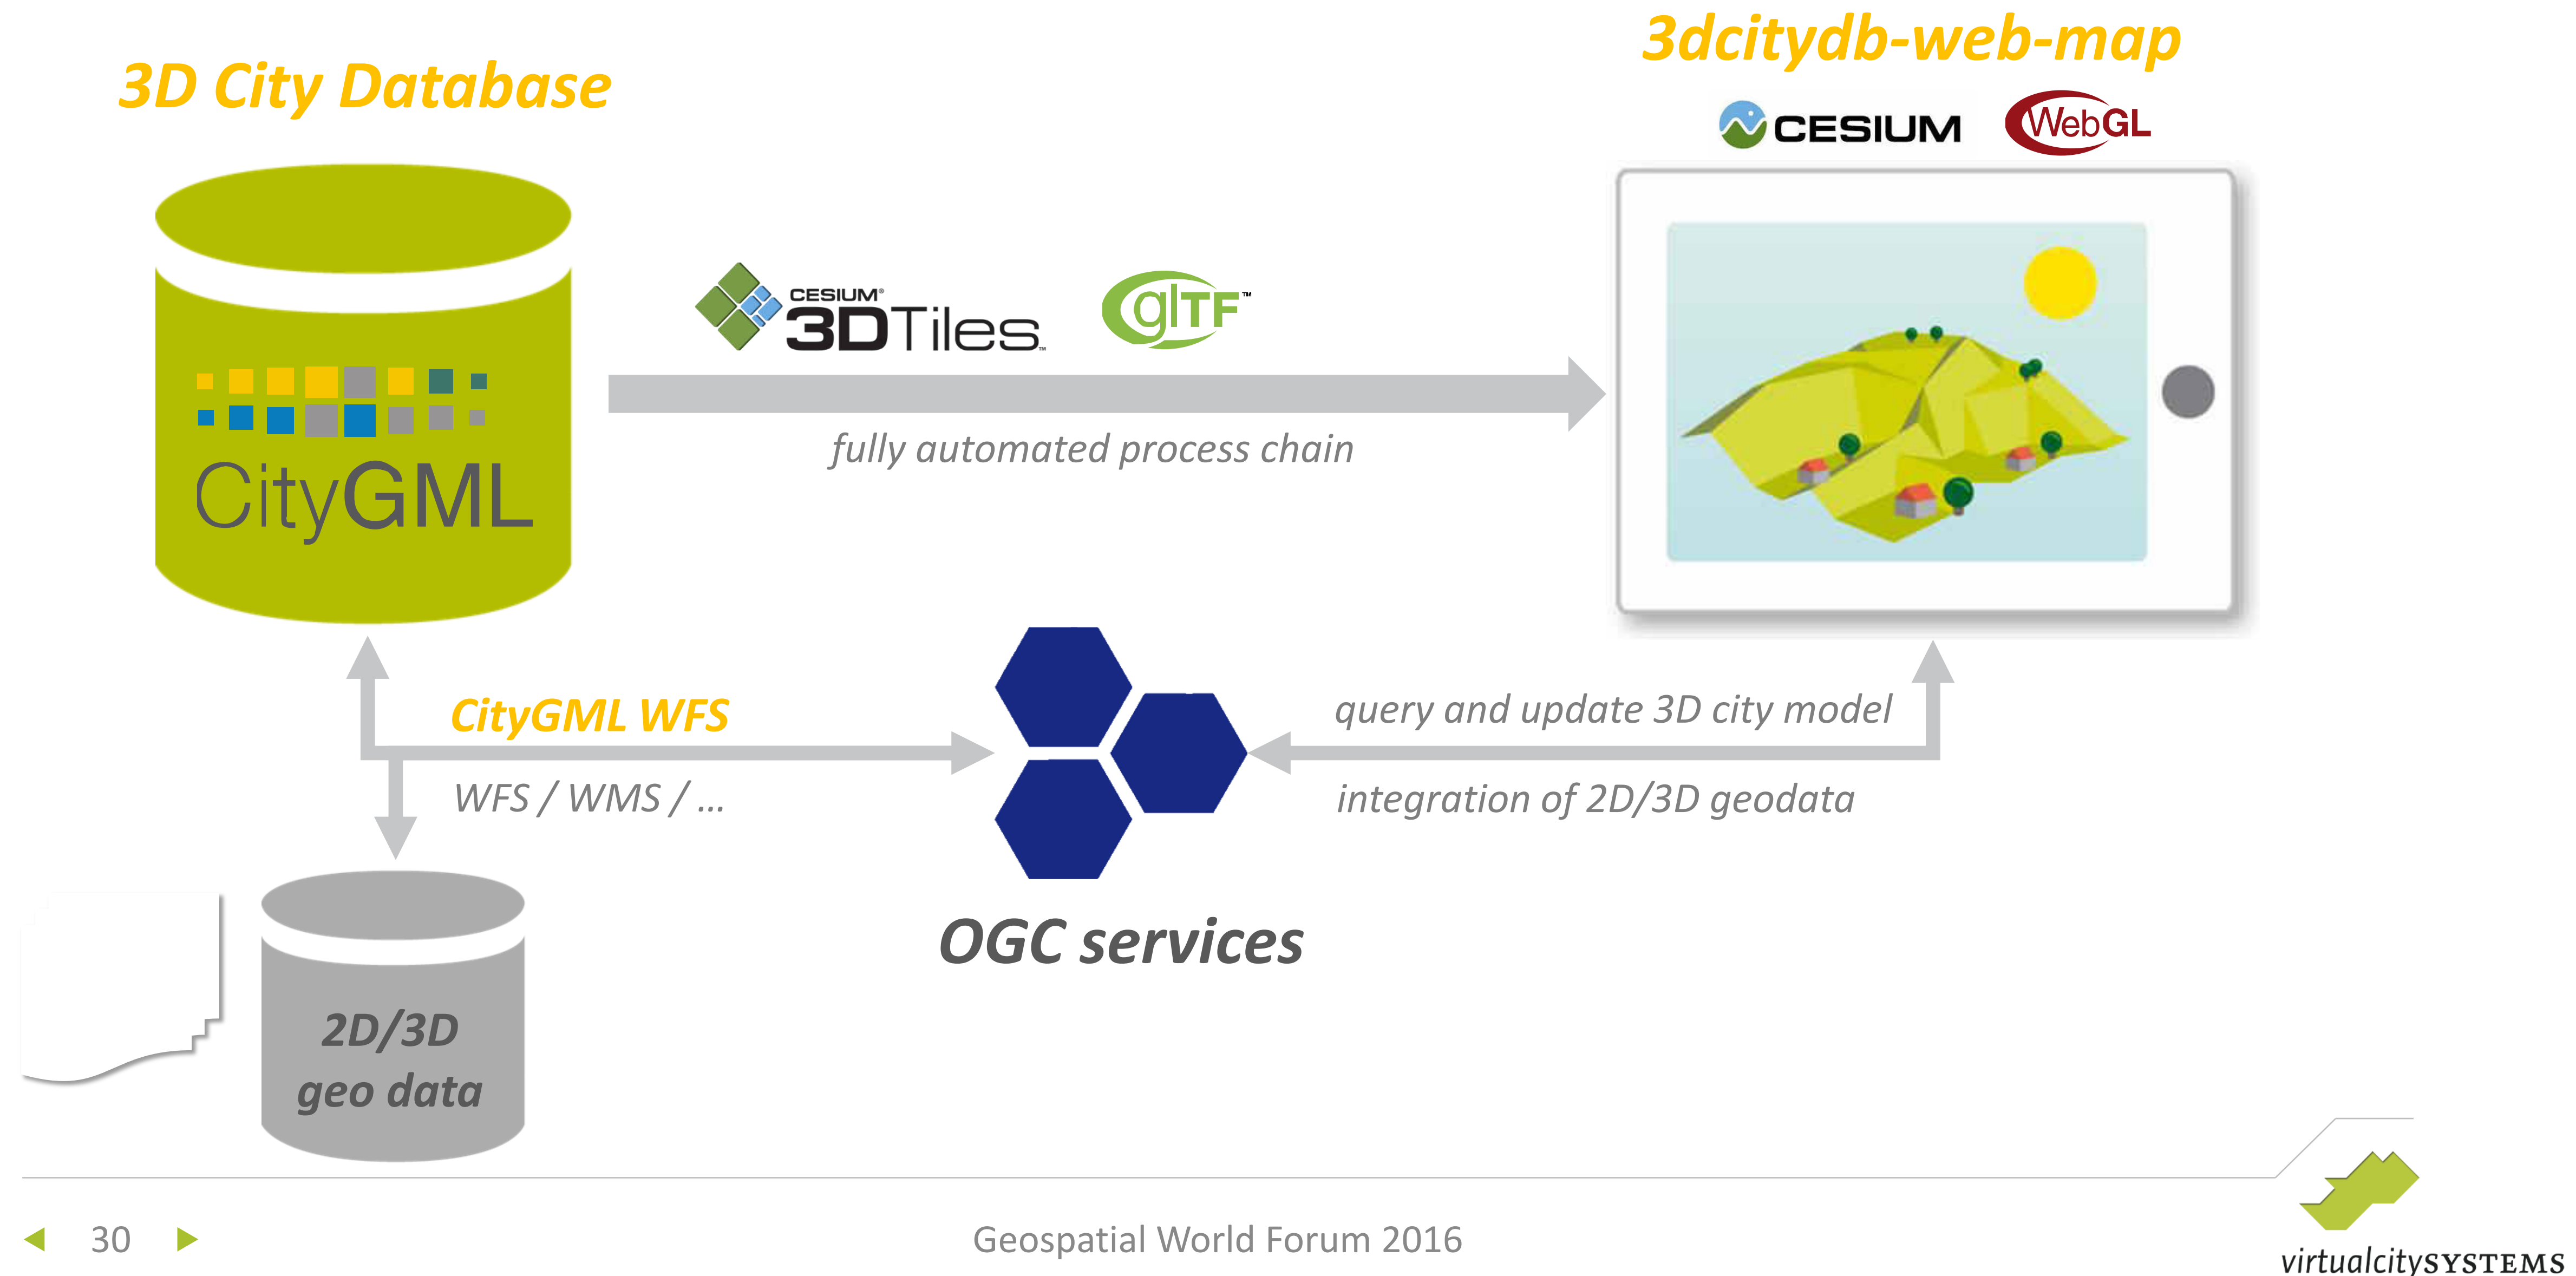 3D City Database
3dcitydb-web-map
CESIUM
WebGL
CESIUM®
3DTiles™
glTF™
fully automated process chain
CityGML
CityGML WFS
WFS / WMS / ...
query and update 3D city model
integration of 2D/3D geodata
OGC services
2D/3D
geo data
30
Geospatial World Forum 2016
virtualcitySYSTEMS